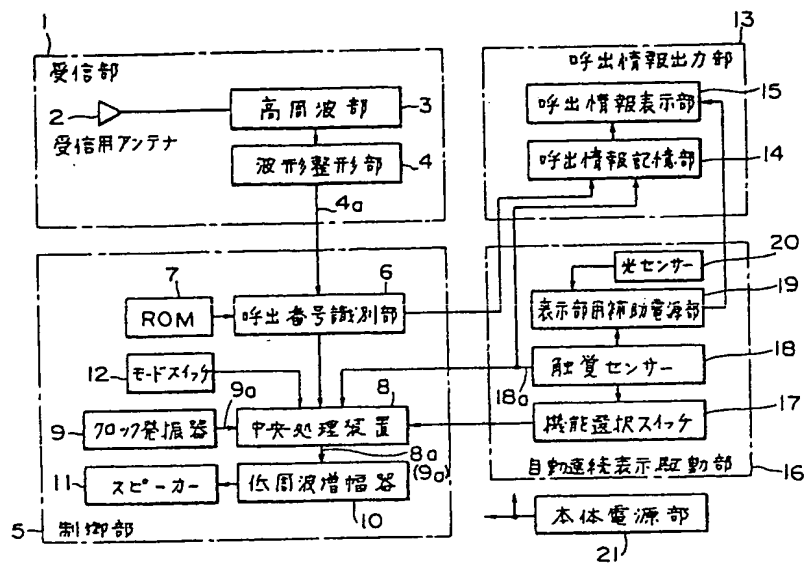 1
受信部
2
受信用アンテナ
高周波部
3
波形整形部
4
4a
13
呼出情報出力部
15
呼出情報表示部
呼出情報記憶部
14
7
ROM
6
呼出番号識別部
12
モードスイッチ
9
クロック発振器
9a
8
中央処理装置
8a
(9a)
11
スピーカー
低周波増幅器
10
5
制御部
20
光センサー
19
表示部用補助電源部
触覚センサー
18
18a
機能選択スイッチ
17
自動連続表示駆動部
16
本体電源部
21